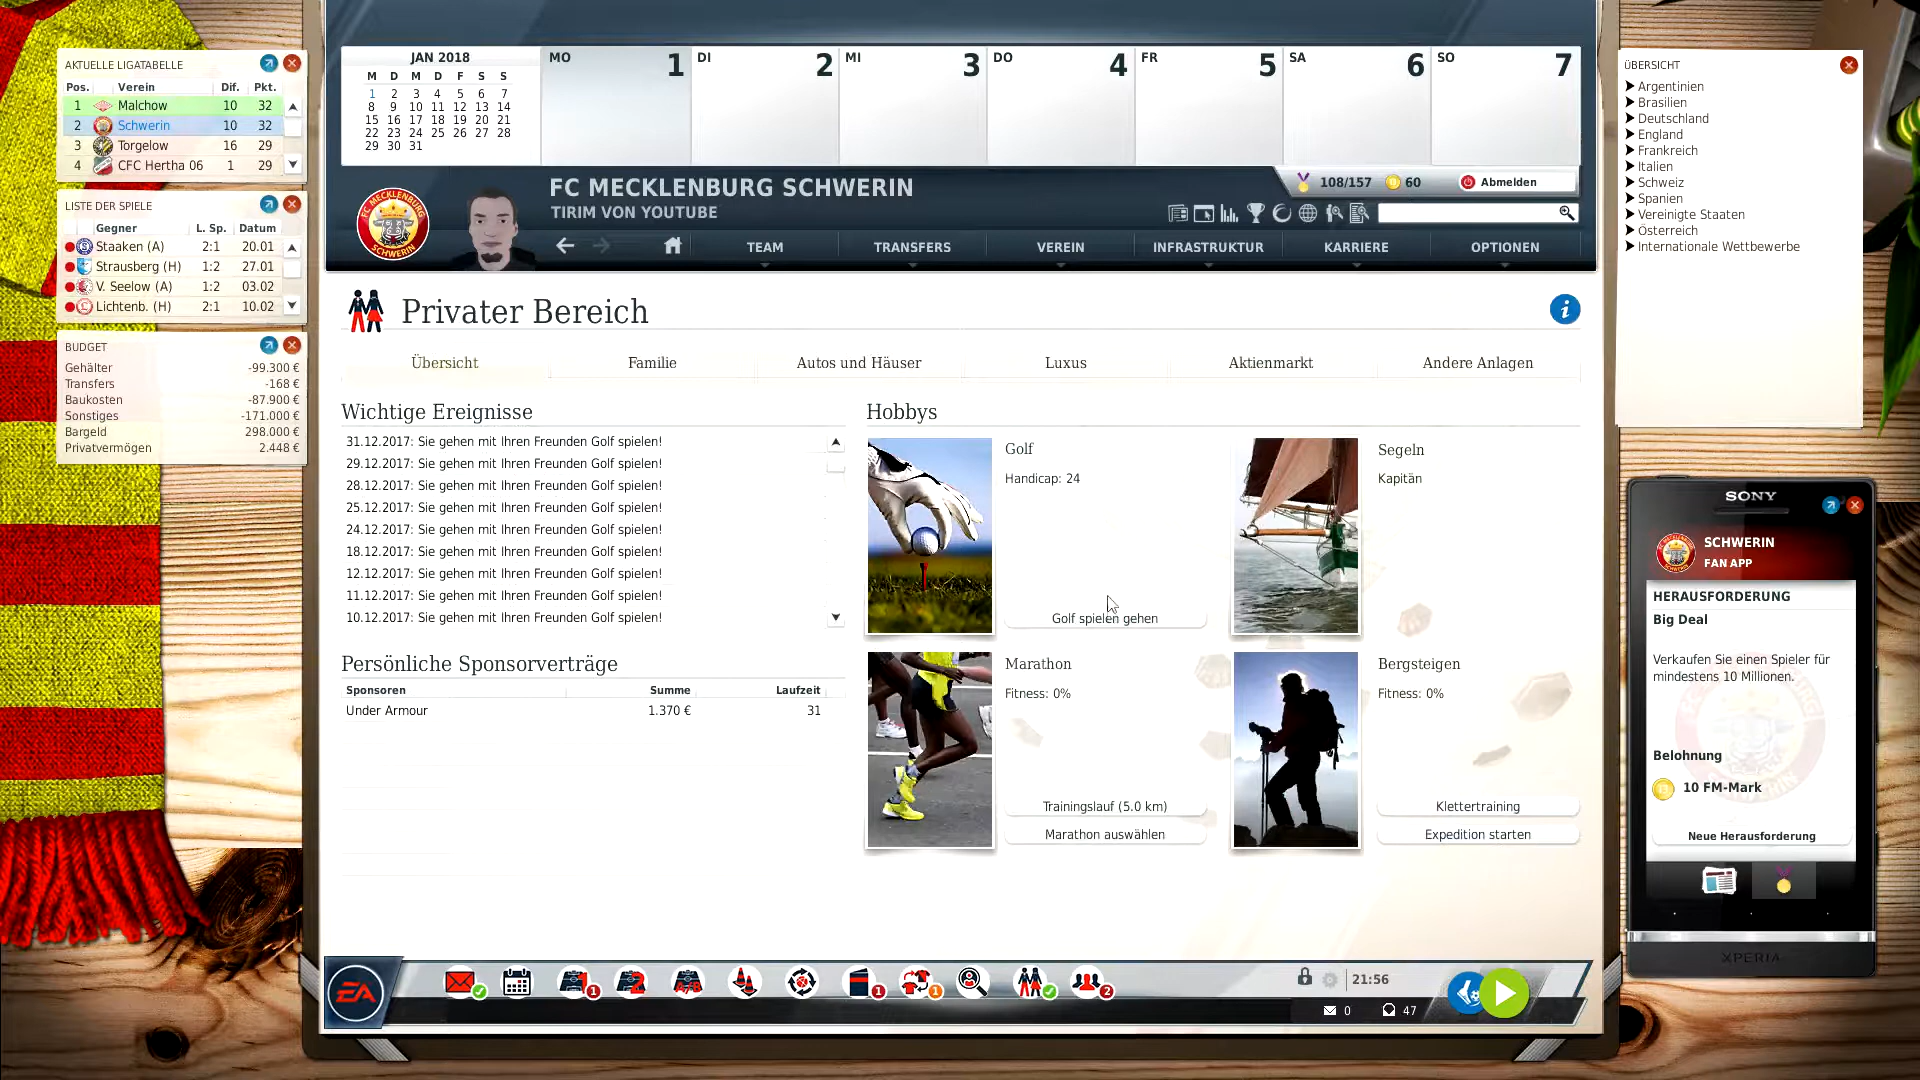 AKTUELLE LIGATABELLE
Pos. Verein Dif. Pkt.
1 Malchow 10 32
2 Schwerin 10 32
3 Torgelow 16 29
4 CFC Hertha 06 1 29
LISTE DER SPIELE
Gegner L. Sp. Datum
Staaken (A) 2:1 20.01
Strausberg (H) 1:2 27.01
V. Seelow (A) 1:2 03.02
Lichtenb. (H) 2:1 10.02
BUDGET
Gehälter -99.300 €
Transfers -168 €
Baukosten -87.900 €
Sonstiges -171.000 €
Bargeld 298.000 €
Privatvermögen 2.448 €
JAN 2018
M D M D F S S
1 2 3 4 5 6 7
8 9 10 11 12 13 14
15 16 17 18 19 20 21
22 23 24 25 26 27 28
29 30 31
MO 1 DI 2 MI 3 DO 4 FR 5 SA 6 SO 7
FC MECKLENBURG SCHWERIN
TIRIM VON YOUTUBE
108/157 60 Abmelden
TEAM TRANSFERS VEREIN INFRASTRUKTUR KARRIERE OPTIONEN
Privater Bereich
Übersicht Familie Autos und Häuser Luxus Aktienmarkt Andere Anlagen
Wichtige Ereignisse
31.12.2017: Sie gehen mit Ihren Freunden Golf spielen!
29.12.2017: Sie gehen mit Ihren Freunden Golf spielen!
28.12.2017: Sie gehen mit Ihren Freunden Golf spielen!
25.12.2017: Sie gehen mit Ihren Freunden Golf spielen!
24.12.2017: Sie gehen mit Ihren Freunden Golf spielen!
18.12.2017: Sie gehen mit Ihren Freunden Golf spielen!
12.12.2017: Sie gehen mit Ihren Freunden Golf spielen!
11.12.2017: Sie gehen mit Ihren Freunden Golf spielen!
10.12.2017: Sie gehen mit Ihren Freunden Golf spielen!
Persönliche Sponsorverträge
Sponsoren Summe Laufzeit
Under Armour 1.370 € 31
Hobbys
Golf
Handicap: 24
Golf spielen gehen
Segeln
Kapitän
Marathon
Fitness: 0%
Trainingslauf (5.0 km)
Marathon auswählen
Bergsteigen
Fitness: 0%
Klettertraining
Expedition starten
ÜBERSICHT
Argentinien
Brasilien
Deutschland
England
Frankreich
Italien
Schweiz
Spanien
Vereinigte Staaten
Österreich
Internationale Wettbewerbe
SONY
SCHWERIN
FAN APP
HERAUSFORDERUNG
Big Deal
Verkaufen Sie einen Spieler für
mindestens 10 Millionen.
Belohnung
10 FM-Mark
Neue Herausforderung
XPERIA
EA
1
2
A/B
1
1
1
2
21:56
0 47